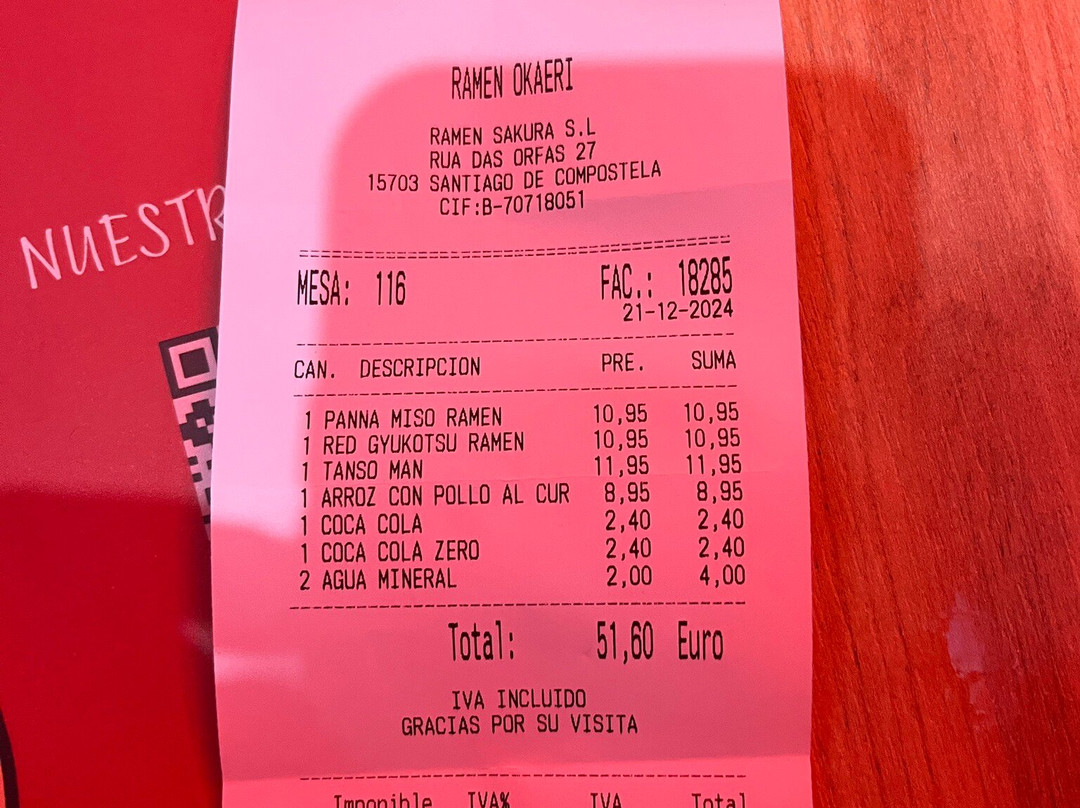 NUESTR
RAMEN OKAERI
RAMEN SAKURA S.L
RUA DAS ORFAS 27
15703 SANTIAGO DE COMPOSTELA
CIF:B-70718051
MESA: 116 FAC.: 18285
21-12-2024
CAN. DESCRIPCION PRE. SUMA
1 PANNA MISO RAMEN 10,95 10,95
1 RED GYUKOTSU RAMEN 10,95 10,95
1 TANSO MAN 11,95 11,95
1 ARROZ CON POLLO AL CUR 8,95 8,95
1 COCA COLA 2,40 2,40
1 COCA COLA ZERO 2,40 2,40
2 AGUA MINERAL 2,00 4,00
Total: 51,60 Euro
IVA INCLUIDO
GRACIAS POR SU VISITA
Imponible IVA% IVA Total